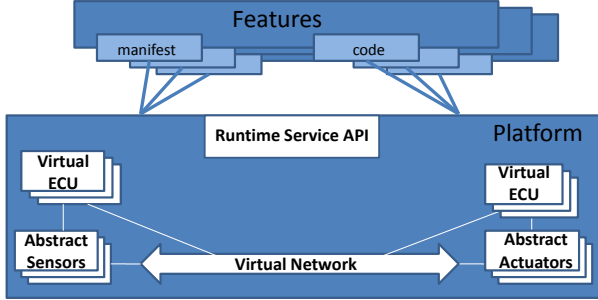 Features
manifest
code
Runtime Service API
Platform
Virtual
ECU
Virtual
ECU
Abstract
Sensors
Virtual Network
Abstract
Actuators